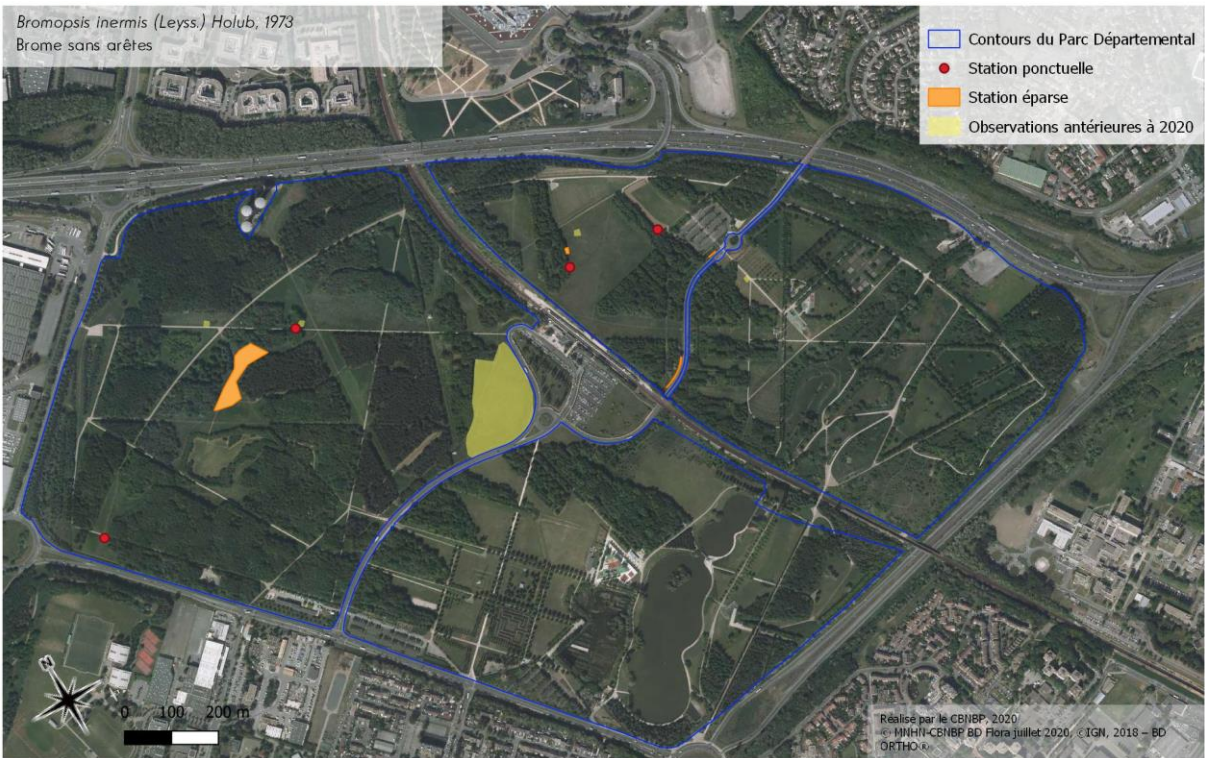 Bromopsis inermis (Leyss.) Holub, 1973
Brome sans arêtes
Contours du Parc Départemental
Station ponctuelle
Station éparse
Observations antérieures à 2020
N
0 100 200 m
Réalisé par le CBNBP, 2020
© MNHN-CBNBP BD Flora juillet 2020, ©IGN, 2018 – BD
ORTHO®